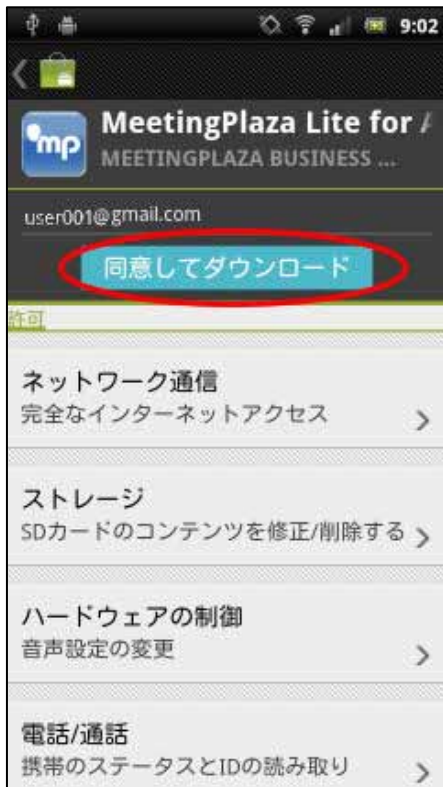 9:02
mp
MeetingPlaza Lite for
MEETINGPLAZA BUSINESS ...
user001@gmail.com
同意してダウンロード
許可
ネットワーク通信
完全なインターネットアクセス
ストレージ
SDカードのコンテンツを修正/削除する
ハードウェアの制御
音声設定の変更
電話/通話
携帯のステータスとIDの読み取り